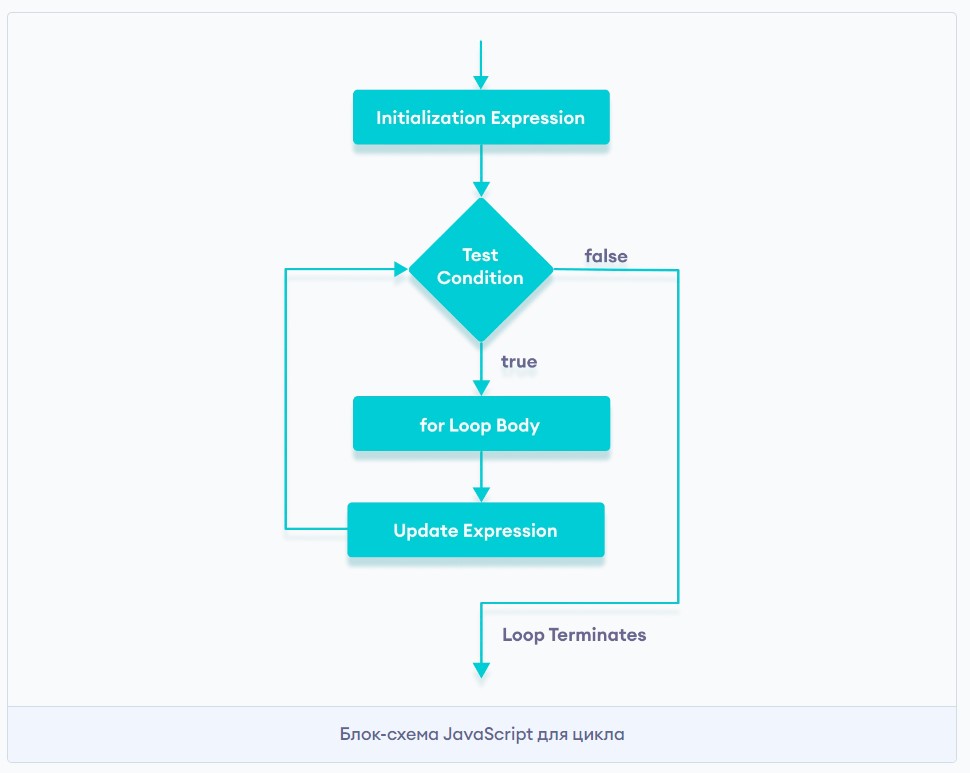 Initialization Expression
Test
Condition
false
true
for Loop Body
Update Expression
Loop Terminates
Блок-схема JavaScript для цикла